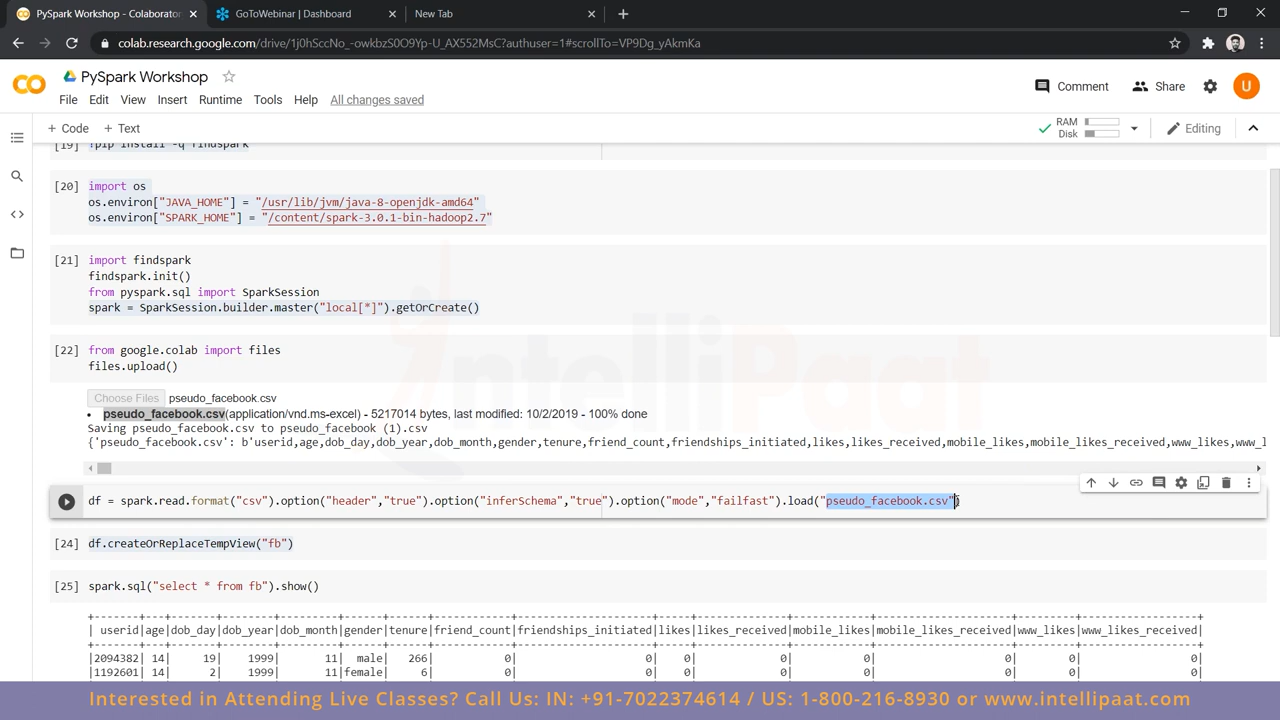 PySpark Workshop - Colaborator
GoToWebinar | Dashboard
New Tab
colab.research.google.com/drive/1j0hSccNo_-owkbzS0O9Yp-U_AX552MsC?authuser=1#scrollTo=VP9Dg_yAkmKa
PySpark Workshop
Comment
Share
U
File Edit View Insert Runtime Tools Help All changes saved
+ Code + Text
RAM
Disk
Editing
[19] !pip install -q findspark
[20] import os
os.environ["JAVA_HOME"] = "/usr/lib/jvm/java-8-openjdk-amd64"
os.environ["SPARK_HOME"] = "/content/spark-3.0.1-bin-hadoop2.7"
[21] import findspark
findspark.init()
from pyspark.sql import SparkSession
spark = SparkSession.builder.master("local[*]").getOrCreate()
[22] from google.colab import files
files.upload()
IntelliPaat
Choose Files pseudo_facebook.csv
• pseudo_facebook.csv(application/vnd.ms-excel) - 5217014 bytes, last modified: 10/2/2019 - 100% done
Saving pseudo_facebook.csv to pseudo_facebook (1).csv
{'pseudo_facebook.csv': b'userid,age,dob_day,dob_year,dob_month,gender,tenure,friend_count,friendships_initiated,likes,likes_received,mobile_likes,mobile_likes_received,www_likes,www_l
df = spark.read.format("csv").option("header","true").option("inferSchema","true").option("mode","failfast").load("pseudo_facebook.csv")
[24] df.createOrReplaceTempView("fb")
[25] spark.sql("select * from fb").show()
| userid|age|dob_day|dob_year|dob_month|gender|tenure|friend_count|friendships_initiated|likes|likes_received|mobile_likes|mobile_likes_received|www_likes|www_likes_received|
|2094382| 14| 19| 1999| 11| male| 266| 0| 0| 0| 0| 0| 0| 0| 0|
|1192601| 14| 2| 1999| 11|female| 6| 0| 0| 0| 0| 0| 0| 0| 0|
Interested in Attending Live Classes? Call Us: IN: +91-7022374614 / US: 1-800-216-8930 or www.intellipaat.com